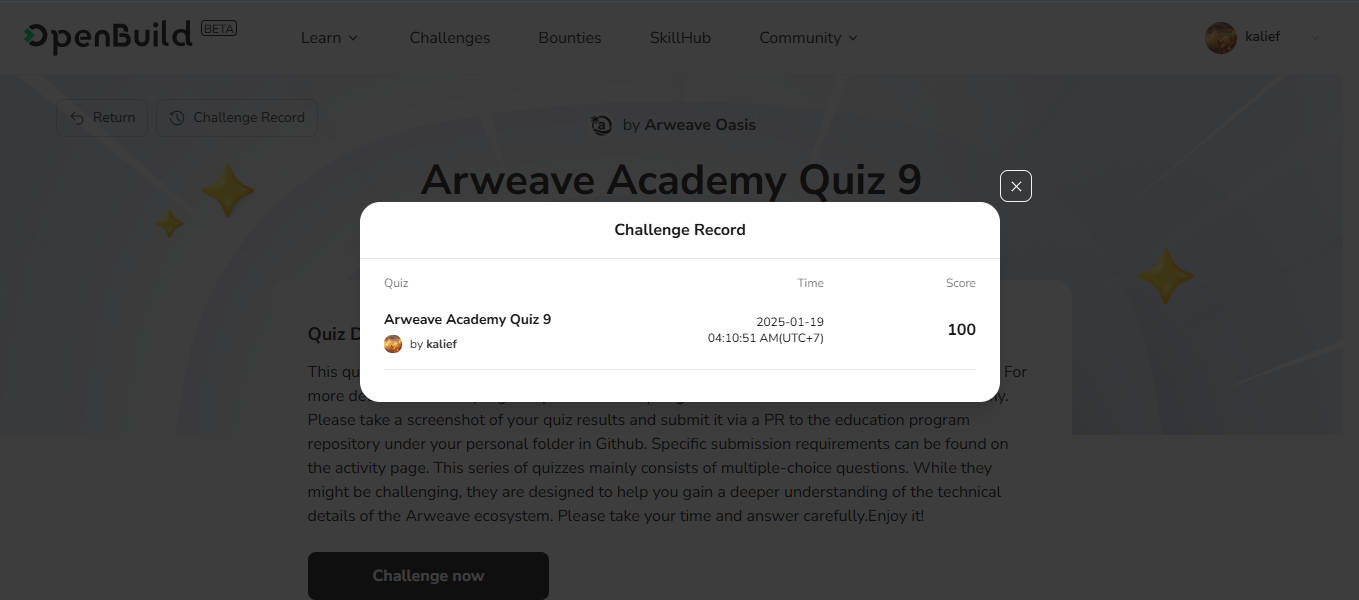 OpenBuild BETA Learn Challenges Bounties SkillHub Community kalief
Return Challenge Record
by Arweave Oasis
Arweave Academy Quiz 9
Challenge Record
Quiz Time Score
Arweave Academy Quiz 9
by kalief
2025-01-19
04:10:51 AM(UTC+7)
100
Quiz D
This qu For
more de ny.
Please take a screenshot of your quiz results and submit it via a PR to the education program
repository under your personal folder in Github. Specific submission requirements can be found on
the activity page. This series of quizzes mainly consists of multiple-choice questions. While they
might be challenging, they are designed to help you gain a deeper understanding of the technical
details of the Arweave ecosystem. Please take your time and answer carefully.Enjoy it!
Challenge now